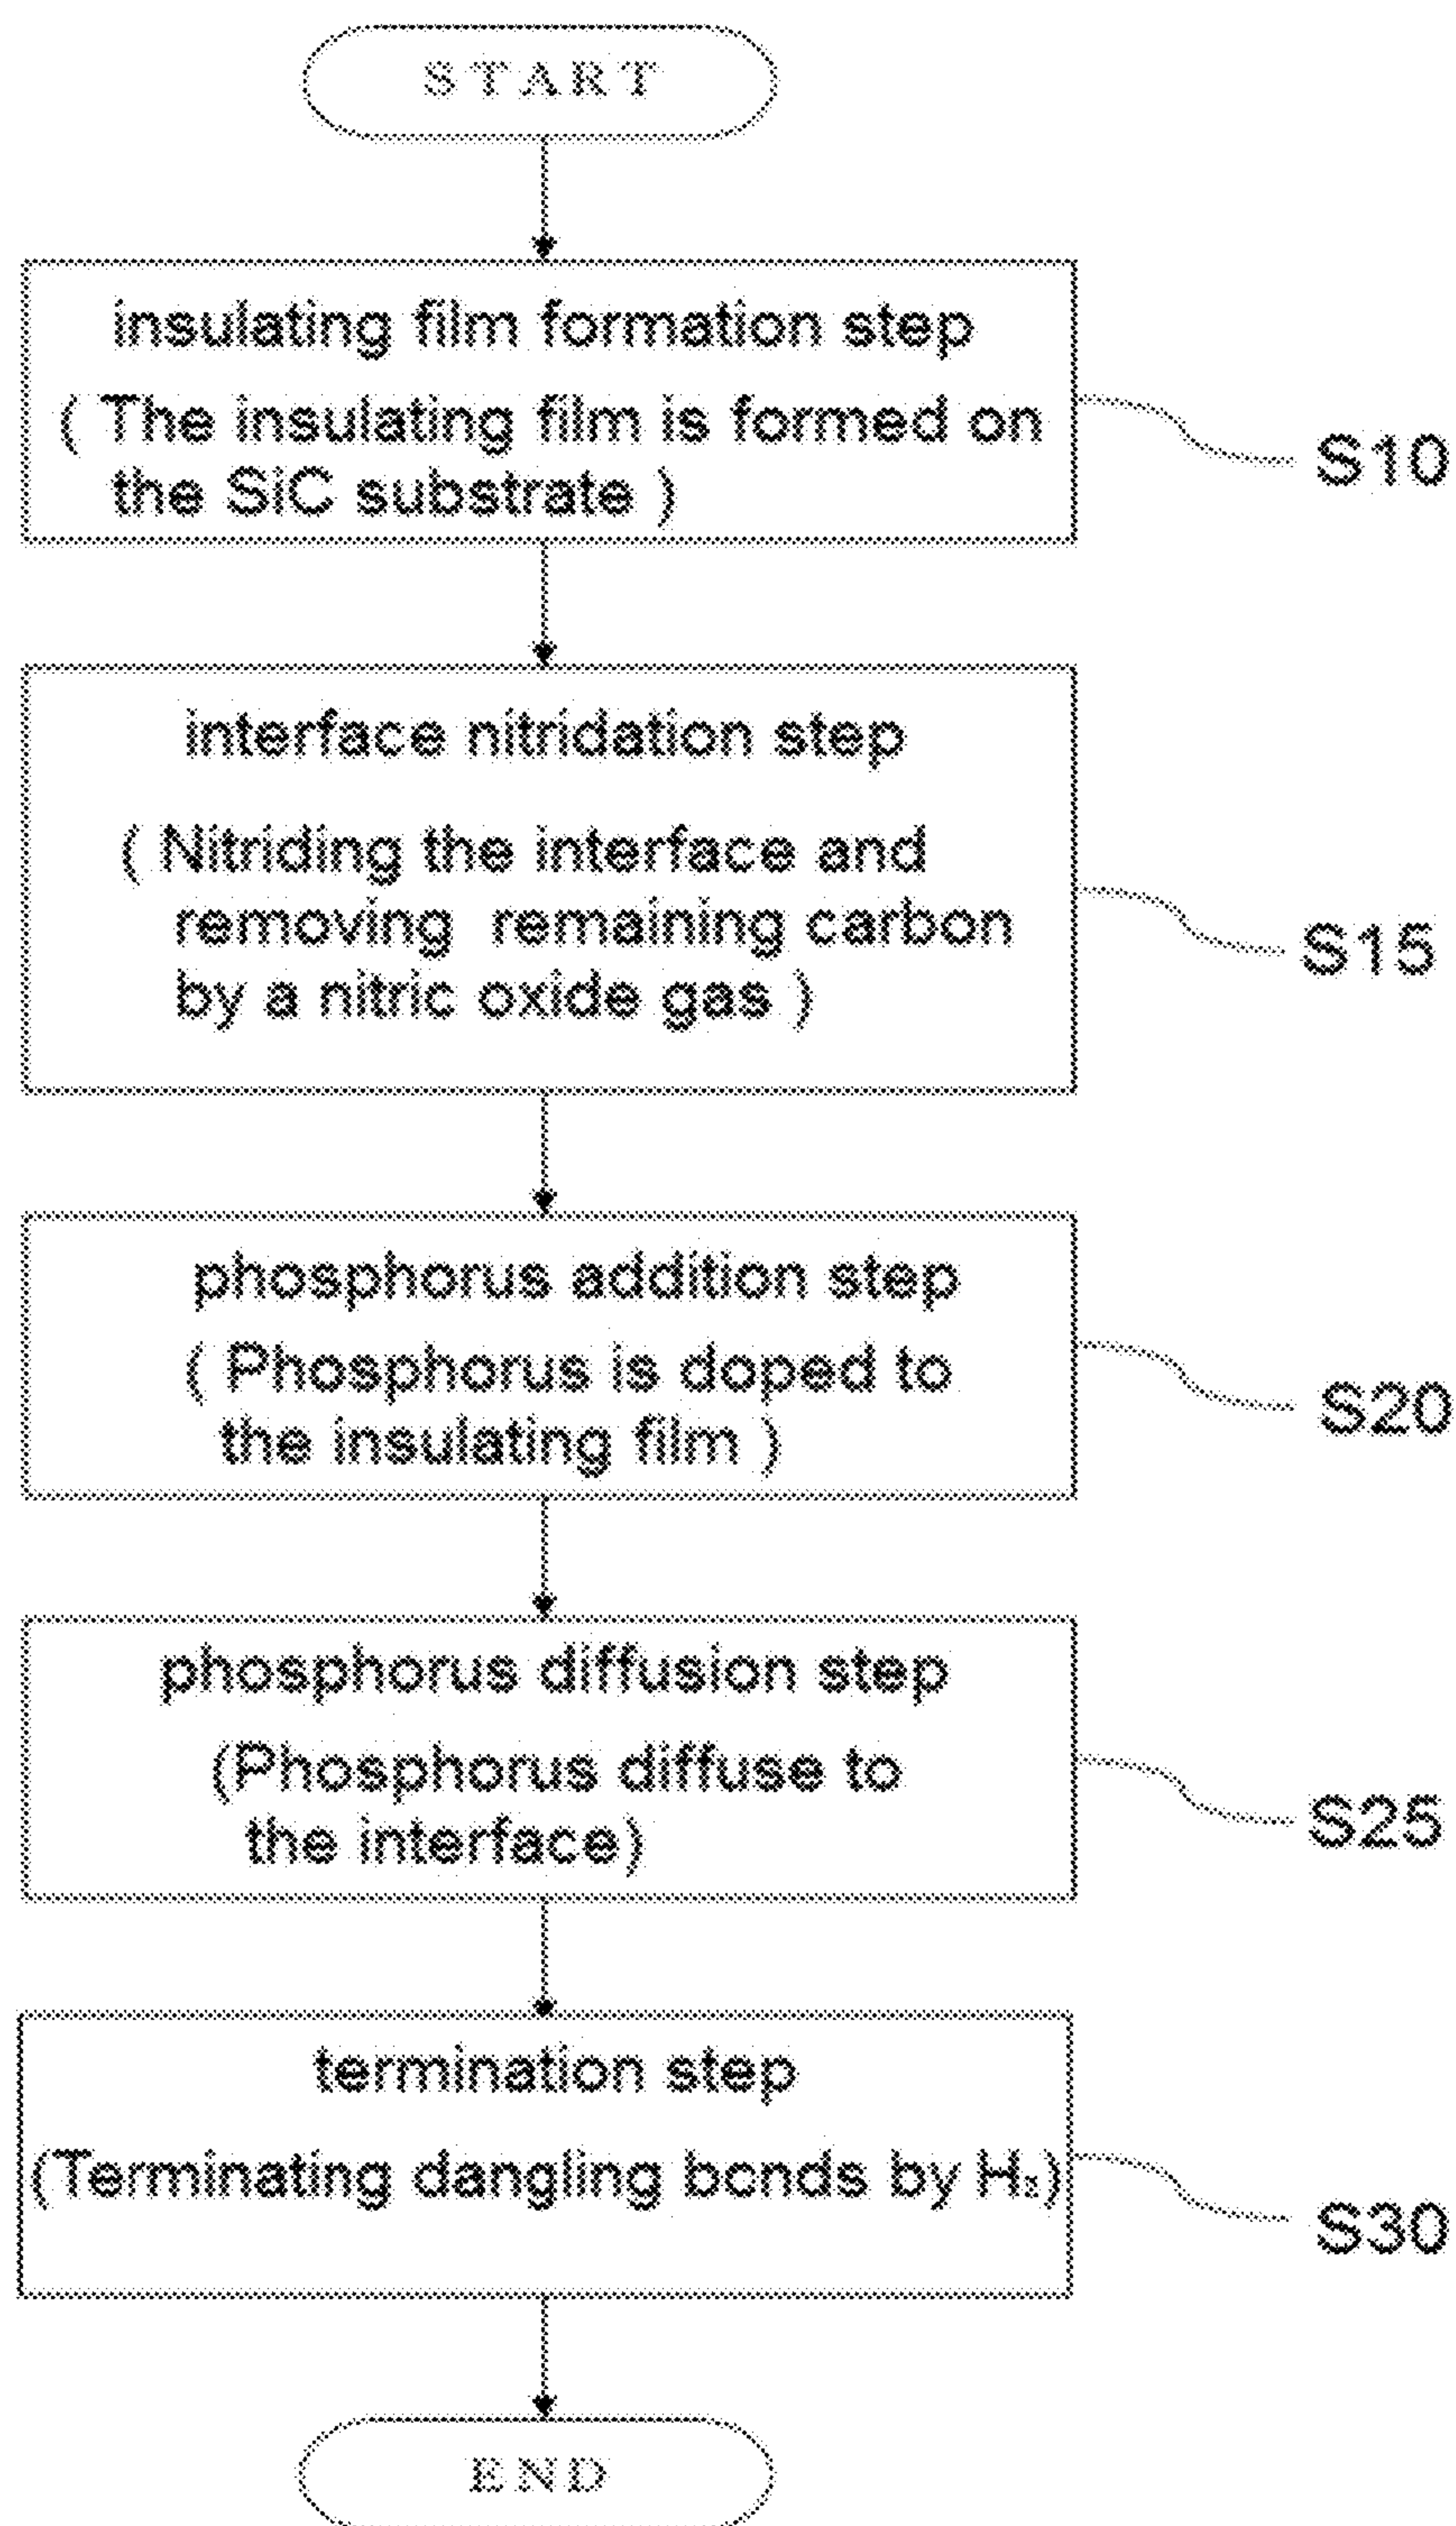 START
insulating film formation step
( The insulating film is formed on
the SiC substrate )
S10
interface nitridation step
( Nitriding the interface and
removing remaining carbon
by a nitric oxide gas )
S15
phosphorus addition step
( Phosphorus is doped to
the insulating film )
S20
phosphorus diffusion step
(Phosphorus diffuse to
the interface)
S25
termination step
(Terminating dangling bonds by H₂)
S30
END